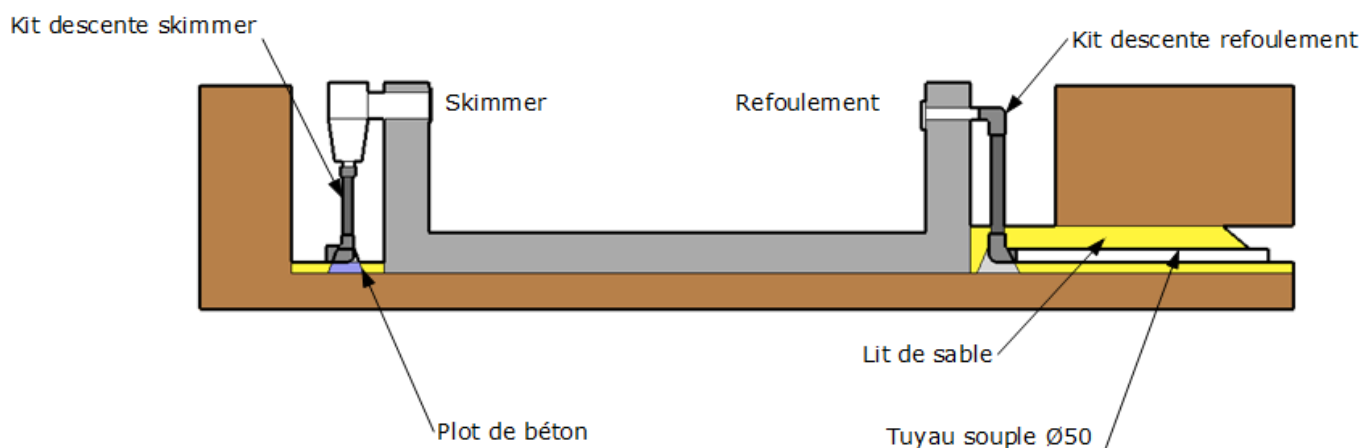 Kit descente skimmer
Kit descente refoulement
Skimmer
Refoulement
Lit de sable
Plot de béton
Tuyau souple Ø50